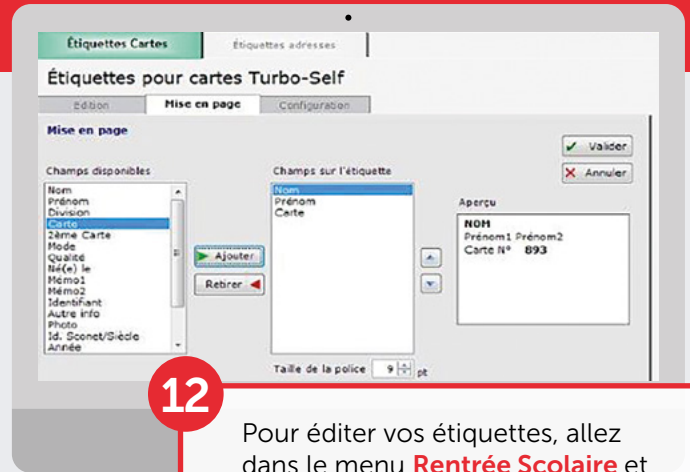 Étiquettes Cartes
Étiquettes adresses
Étiquettes pour cartes Turbo-Self
Edition
Mise en page
Configuration
Mise en page
Valider
Annuler
Champs disponibles
Nom
Prénom
Division
Carte
2ème Carte
Mode
Qualité
Né(e) le
Mémo1
Mémo2
Identifiant
Autre info
Photo
Id. Sconet/Siècle
Année
Ajouter
Retirer
Champs sur l'étiquette
Nom
Prénom
Carte
Aperçu
NOM
Prénom1 Prénom2
Carte N° 893
Taille de la police 9 pt
12
Pour éditer vos étiquettes, allez
dans le menu Rentrée Scolaire et